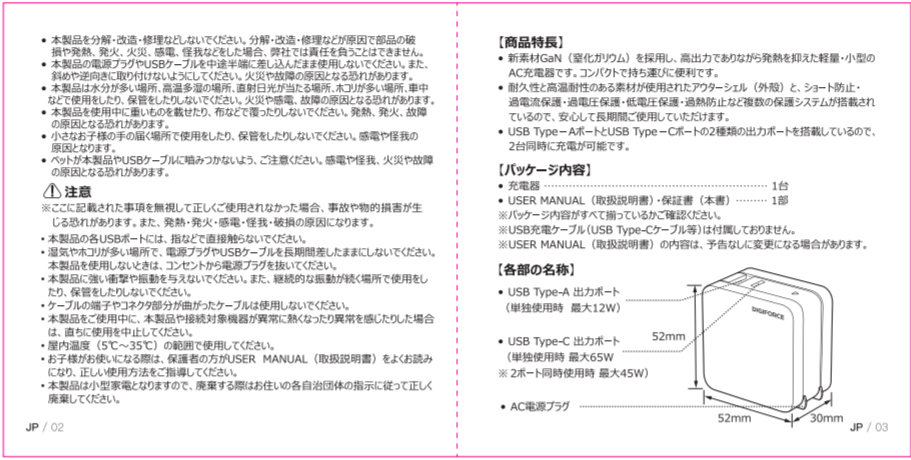 • 本製品を分解・改造・修理などしないでください。分解・改造・修理などが原因で部品の破
損や発熱、発火、火災、感電、怪我などをした場合、弊社では責任を負うことはできません。
• 本製品の電源プラグやUSBケーブルを中途半端に差し込んだまま使用しないでください。また、
斜めや逆向きに取り付けないようにしてください。火災や故障の原因となる恐れがあります。
• 本製品は水分が多い場所、高温多湿の場所、直射日光が当たる場所、ホコリが多い場所、車中
などで使用をしたり、保管をしたりしないでください。火災や感電、故障の原因となる恐れがあります。
• 本製品を使用中に重いものを載せたり、布などで覆ったりしないでください。発熱、発火、故障
の原因となる恐れがあります。
• 小さなお子様の手の届く場所で使用をしたり、保管をしたりしないでください。感電や怪我の
原因となります。
• ペットが本製品やUSBケーブルに噛みつかないよう、ご注意ください。感電や怪我、火災や故障
の原因となる恐れがあります。
注意
※ここに記載された事項を無視して正しくご使用されなかった場合、事故や物的損害が生
じる恐れがあります。また、発熱・発火・感電・怪我・破損の原因になります。
• 本製品の各USBポートには、指などで直接触らないでください。
• 湿気やホコリが多い場所で、電源プラグやUSBケーブルを長期間差したままにしないでください。
本製品を使用しないときは、コンセントから電源プラグを抜いてください。
• 本製品に強い衝撃や振動を与えないでください。また、継続的な振動が続く場所で使用をし
たり、保管をしたりしないでください。
• ケーブルの端子やコネクタ部分が曲がったケーブルは使用しないでください。
• 本製品をご使用中に、本製品や接続対象機器が異常に熱くなったり異常を感じたりした場合
は、直ちに使用を中止してください。
• 屋内温度（5℃～35℃）の範囲で使用してください。
• お子様がお使いになる際は、保護者の方がUSER MANUAL（取扱説明書）をよくお読み
になり、正しい使用方法をご指導してください。
• 本製品は小型家電となりますので、廃棄する際はお住いの各自治団体の指示に従って正しく
廃棄してください。
JP / 02
【商品特長】
• 新素材GaN（窒化ガリウム）を採用し、高出力でありながら発熱を抑えた軽量・小型の
AC充電器です。コンパクトで持ち運びに便利です。
• 耐久性と高温耐性のある素材が使用されたアウターシェル（外殻）と、ショート防止・
過電流保護・過電圧保護・低電圧保護・過熱防止など複数の保護システムが搭載され
ているので、安心して長期間ご使用していただけます。
• USB Type－AポートとUSB Type－Cポートの2種類の出力ポートを搭載しているので、
2台同時に充電が可能です。
【パッケージ内容】
• 充電器 ………………………………………………… 1台
• USER MANUAL（取扱説明書）・保証書（本書） ……… 1部
※パッケージ内容がすべて揃っているかご確認ください。
※USB充電ケーブル（USB Type-Cケーブル等）は付属しておりません。
※USER MANUAL（取扱説明書）の内容は、予告なしに変更になる場合があります。
【各部の名称】
• USB Type-A 出力ポート
（単独使用時 最大12W）
• USB Type-C 出力ポート
（単独使用時 最大65W
※ 2ポート同時使用時 最大45W）
• AC電源プラグ
DIGIFORCE
52mm
52mm
30mm
JP / 03